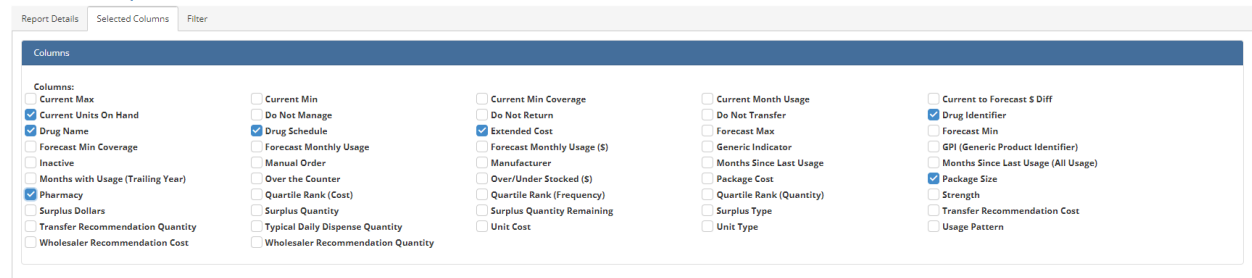 Report Details Selected Columns Filter
Columns
Columns:
Current Max Current Min Current Min Coverage Current Month Usage Current to Forecast $ Diff
Current Units On Hand Do Not Manage Do Not Return Do Not Transfer Drug Identifier
Drug Name Drug Schedule Extended Cost Forecast Max Forecast Min
Forecast Min Coverage Forecast Monthly Usage Forecast Monthly Usage ($) Generic Indicator GPI (Generic Product Identifier)
Inactive Manual Order Manufacturer Months Since Last Usage Months Since Last Usage (All Usage)
Months with Usage (Trailing Year) Over the Counter Over/Under Stocked ($) Package Cost Package Size
Pharmacy Quartile Rank (Cost) Quartile Rank (Frequency) Quartile Rank (Quantity) Strength
Surplus Dollars Surplus Quantity Surplus Quantity Remaining Surplus Type Transfer Recommendation Cost
Transfer Recommendation Quantity Typical Daily Dispense Quantity Unit Cost Unit Type Usage Pattern
Wholesaler Recommendation Cost Wholesaler Recommendation Quantity